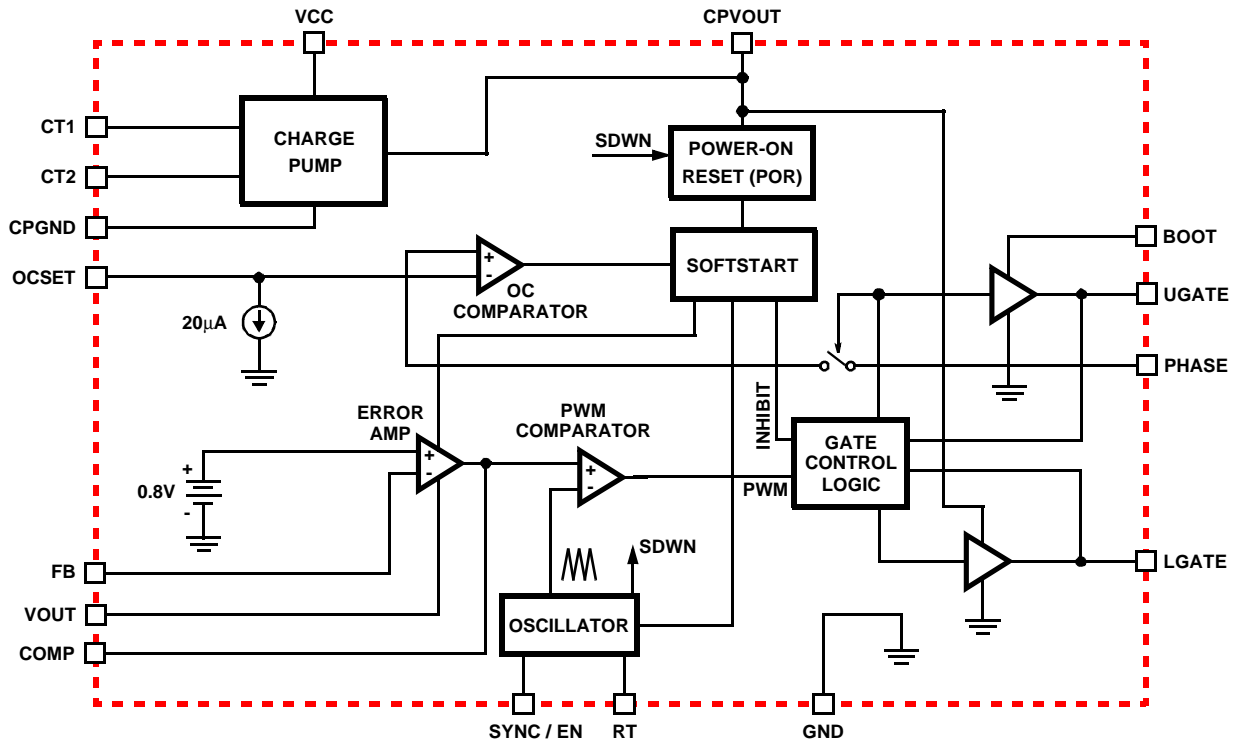 VCC
CPVOUT
CT1
CHARGE
PUMP
SDWN
POWER-ON
RESET (POR)
CT2
CPGND
BOOT
OCSET
+
-
OC
COMPARATOR
SOFTSTART
UGATE
20μA
PHASE
INHIBIT
ERROR
AMP
PWM
COMPARATOR
GATE
CONTROL
LOGIC
+
0.8V
-
+
-
+
-
PWM
SDWN
FB
LGATE
VOUT
OSCILLATOR
COMP
SYNC / EN
RT
GND